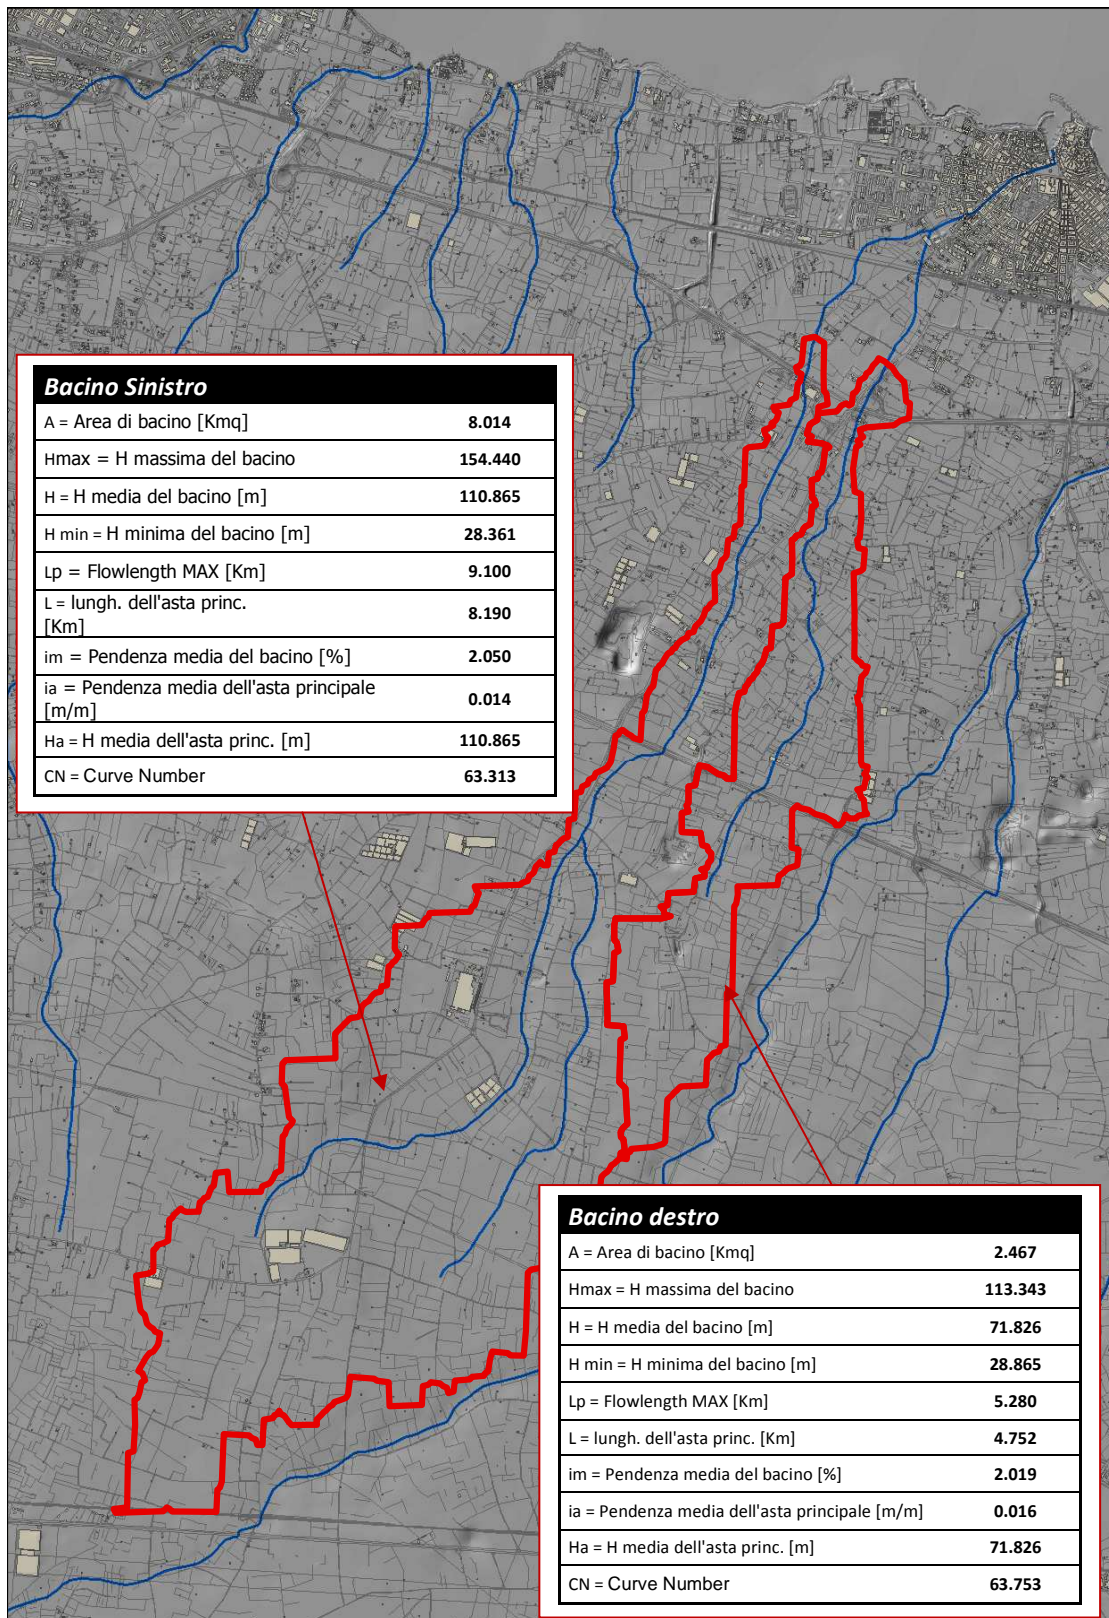 Bacino Sinistro
A = Area di bacino [Kmq] 8.014
Hmax = H massima del bacino 154.440
H = H media del bacino [m] 110.865
H min = H minima del bacino [m] 28.361
Lp = Flowlength MAX [Km] 9.100
L = lungh. dell'asta princ.
[Km] 8.190
im = Pendenza media del bacino [%] 2.050
ia = Pendenza media dell'asta principale
[m/m] 0.014
Ha = H media dell'asta princ. [m] 110.865
CN = Curve Number 63.313
Bacino destro
A = Area di bacino [Kmq] 2.467
Hmax = H massima del bacino 113.343
H = H media del bacino [m] 71.826
H min = H minima del bacino [m] 28.865
Lp = Flowlength MAX [Km] 5.280
L = lungh. dell'asta princ. [Km] 4.752
im = Pendenza media del bacino [%] 2.019
ia = Pendenza media dell'asta principale [m/m] 0.016
Ha = H media dell'asta princ. [m] 71.826
CN = Curve Number 63.753